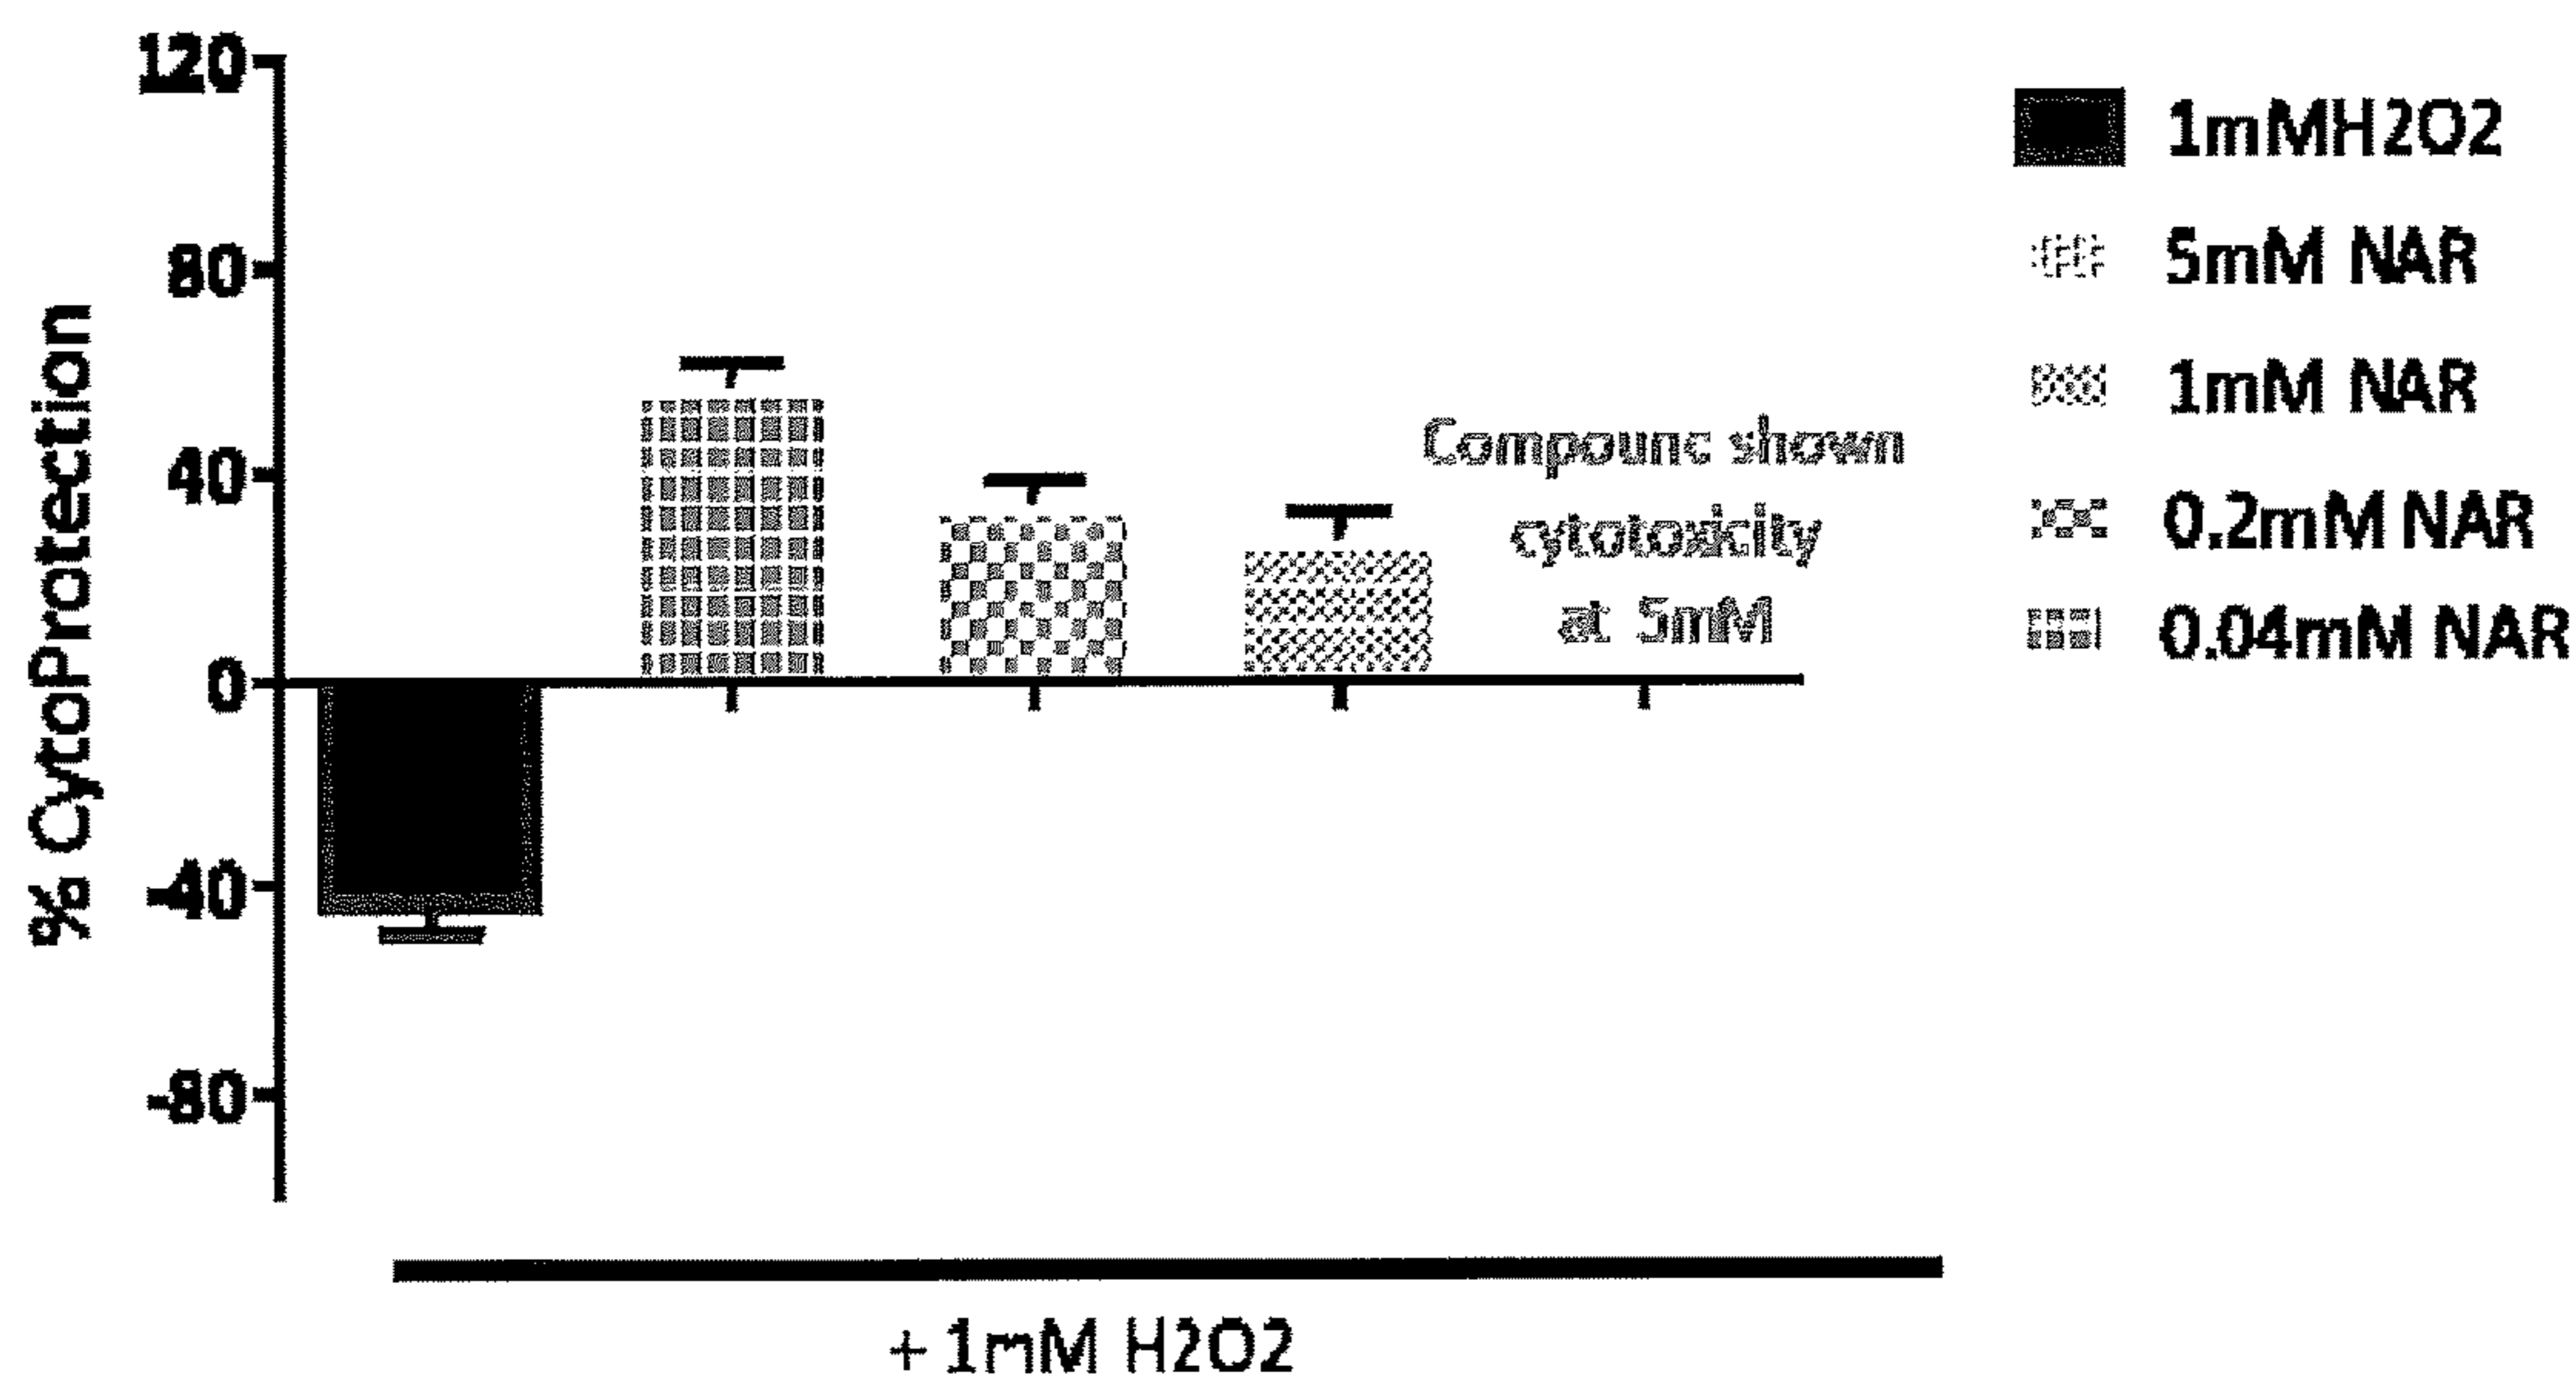 120
80
40
0
-40
-80
% CytoProtection
Compounc shown
cytotoxicity
at 5mM
1mMH2O2
5mM NAR
1mM NAR
0.2mM NAR
0.04mM NAR
+ 1mM H2O2